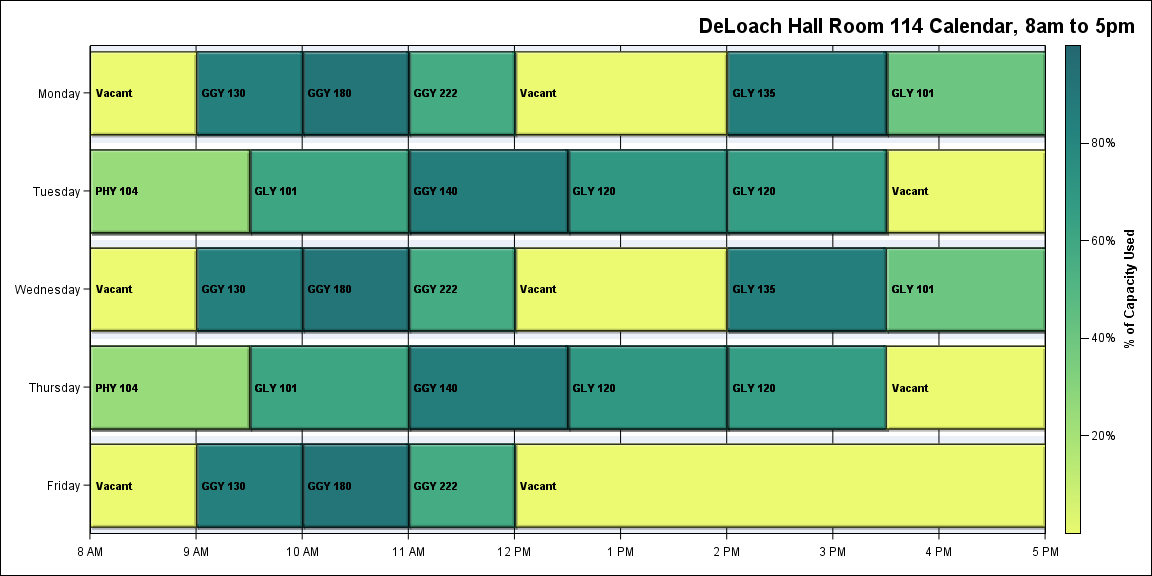 DeLoach Hall Room 114 Calendar, 8am to 5pm
Monday
Vacant
GGY 130
GGY 180
GGY 222
Vacant
GLY 135
GLY 101
Tuesday
PHY 104
GLY 101
GGY 140
GLY 120
GLY 120
Vacant
Wednesday
Vacant
GGY 130
GGY 180
GGY 222
Vacant
GLY 135
GLY 101
Thursday
PHY 104
GLY 101
GGY 140
GLY 120
GLY 120
Vacant
Friday
Vacant
GGY 130
GGY 180
GGY 222
Vacant
8 AM
9 AM
10 AM
11 AM
12 PM
1 PM
2 PM
3 PM
4 PM
5 PM
80%
60%
40%
20%
% of Capacity Used